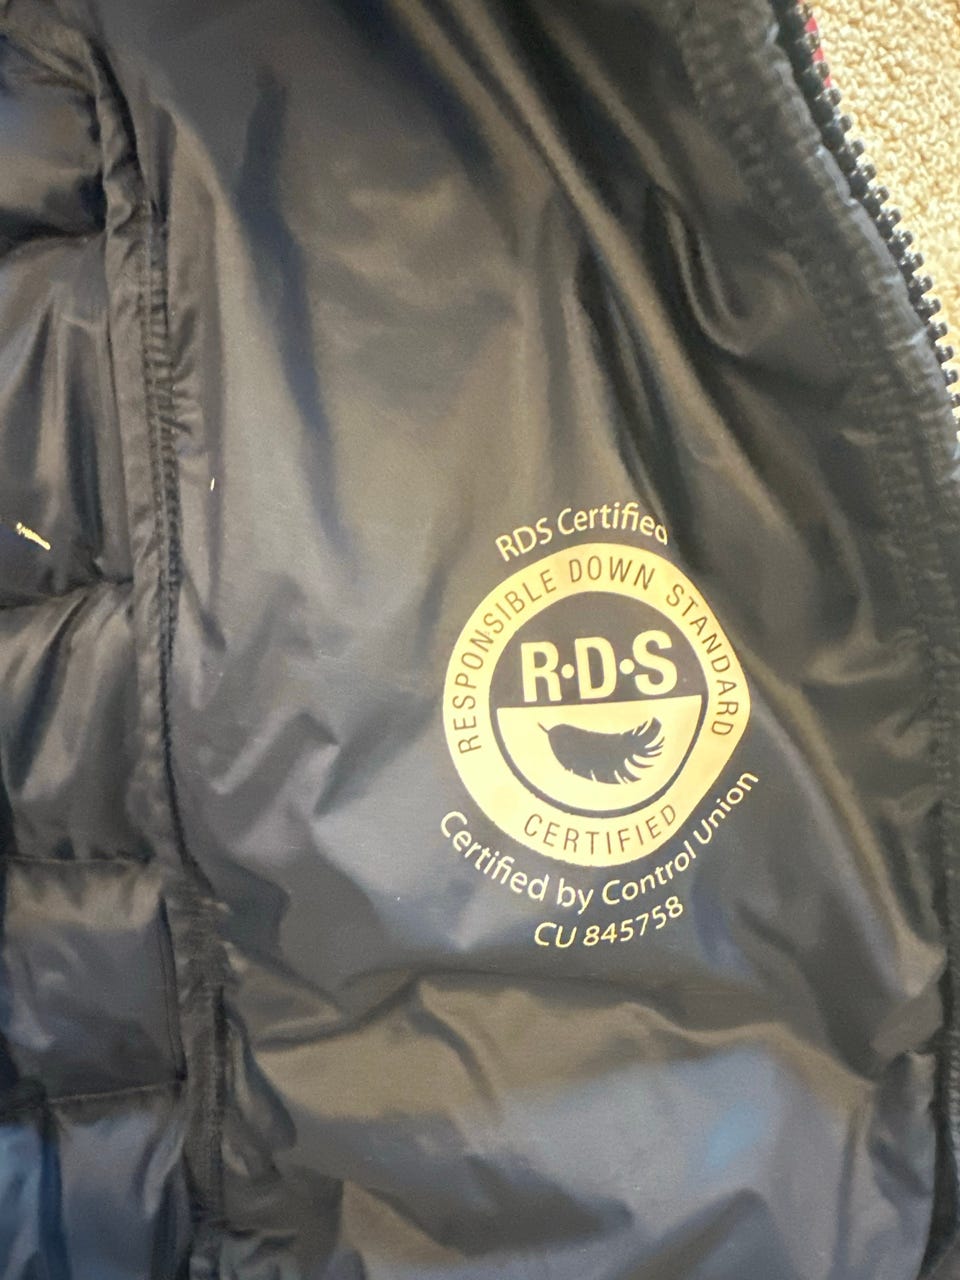 RDS Certified
RESPONSIBLE DOWN STANDARD
R·D·S
CERTIFIED
Certified by Control Union
CU 845758